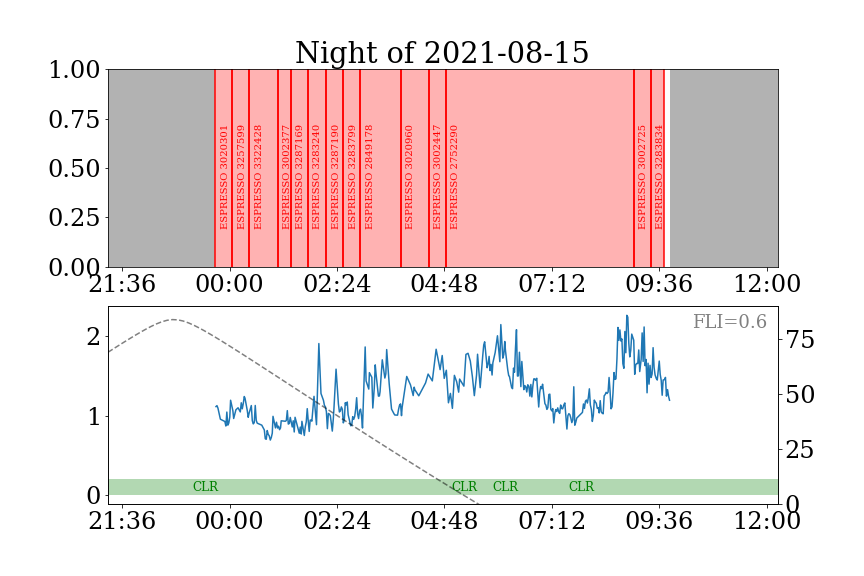 Night of 2021-08-15
1.00
0.75
0.50
0.25
0.00
ESPRESSO 3020301
ESPRESSO 3257599
ESPRESSO 3322428
ESPRESSO 3002377
ESPRESSO 3287169
ESPRESSO 3283240
ESPRESSO 3287190
ESPRESSO 3283799
ESPRESSO 2849178
ESPRESSO 3020960
ESPRESSO 3002447
ESPRESSO 2752290
ESPRESSO 3002725
ESPRESSO 3283834
21:36 00:00 02:24 04:48 07:12 09:36 12:00
FLI=0.6
2
1
0
75
50
25
0
CLR CLR CLR CLR
21:36 00:00 02:24 04:48 07:12 09:36 12:00